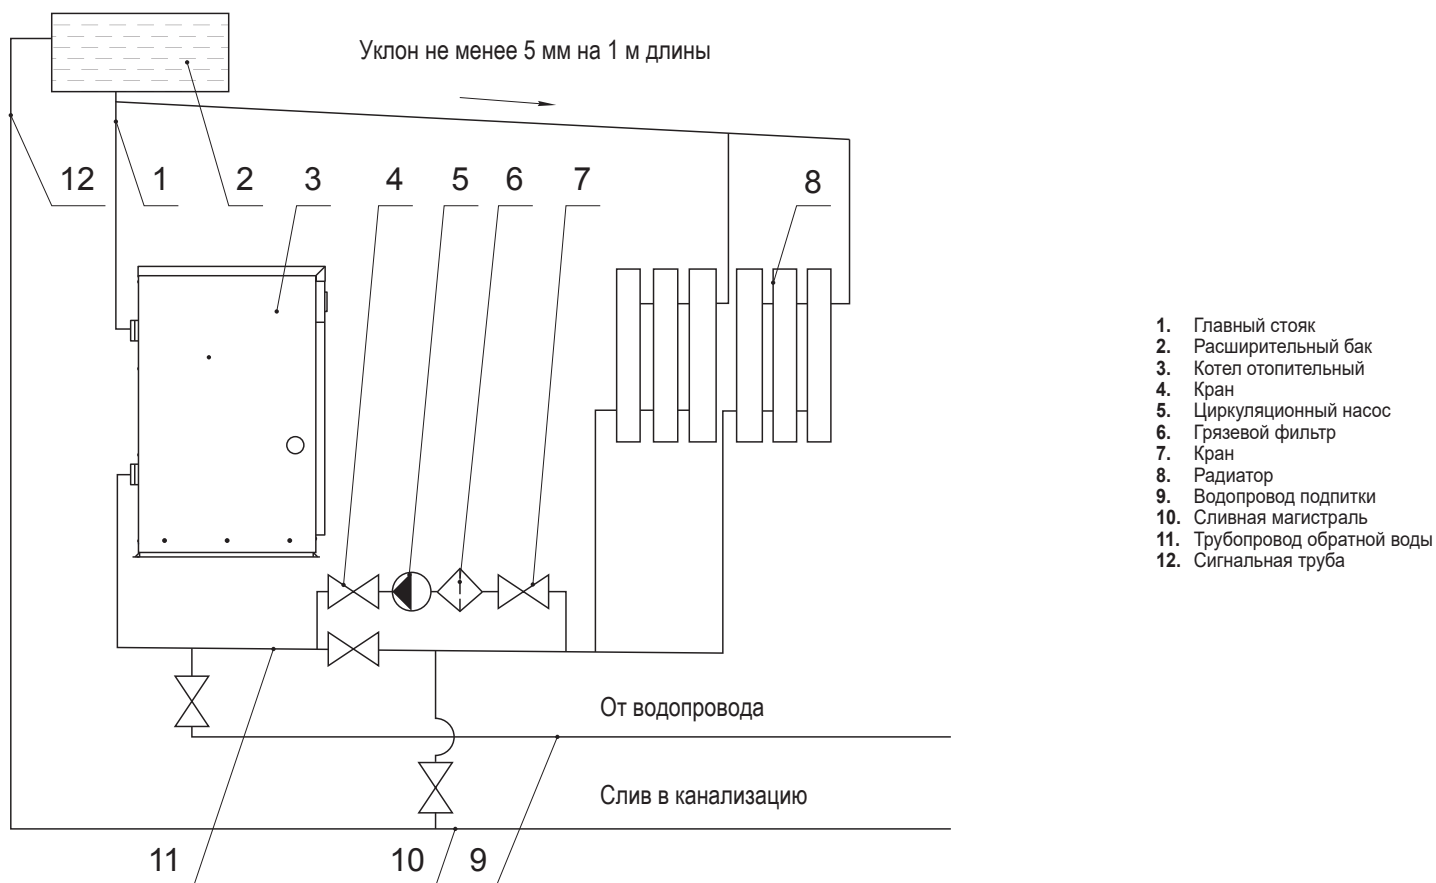 Уклон не менее 5 мм на 1 м длины
12 1 2 3 4 5 6 7 8
1. Главный стояк
2. Расширительный бак
3. Котел отопительный
4. Кран
5. Циркуляционный насос
6. Грязевой фильтр
7. Кран
8. Радиатор
9. Водопровод подпитки
10. Сливная магистраль
11. Трубопровод обратной воды
12. Сигнальная труба
От водопровода
Слив в канализацию
11 10 9